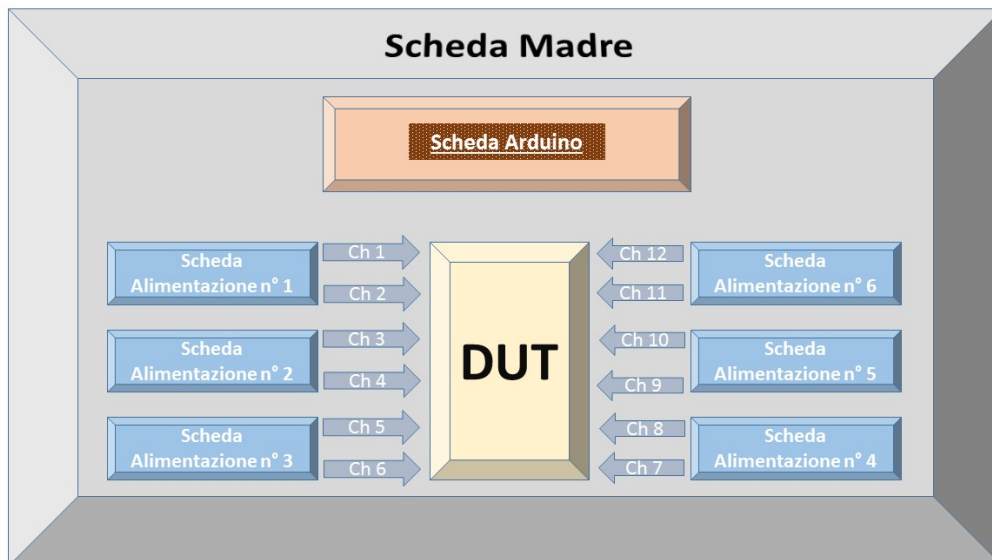 Scheda Madre
Scheda Arduino
Scheda
Alimentazione n° 1
Ch 1
Ch 2
Scheda
Alimentazione n° 2
Ch 3
Ch 4
Scheda
Alimentazione n° 3
Ch 5
Ch 6
DUT
Ch 12
Ch 11
Scheda
Alimentazione n° 6
Ch 10
Ch 9
Scheda
Alimentazione n° 5
Ch 8
Ch 7
Scheda
Alimentazione n° 4